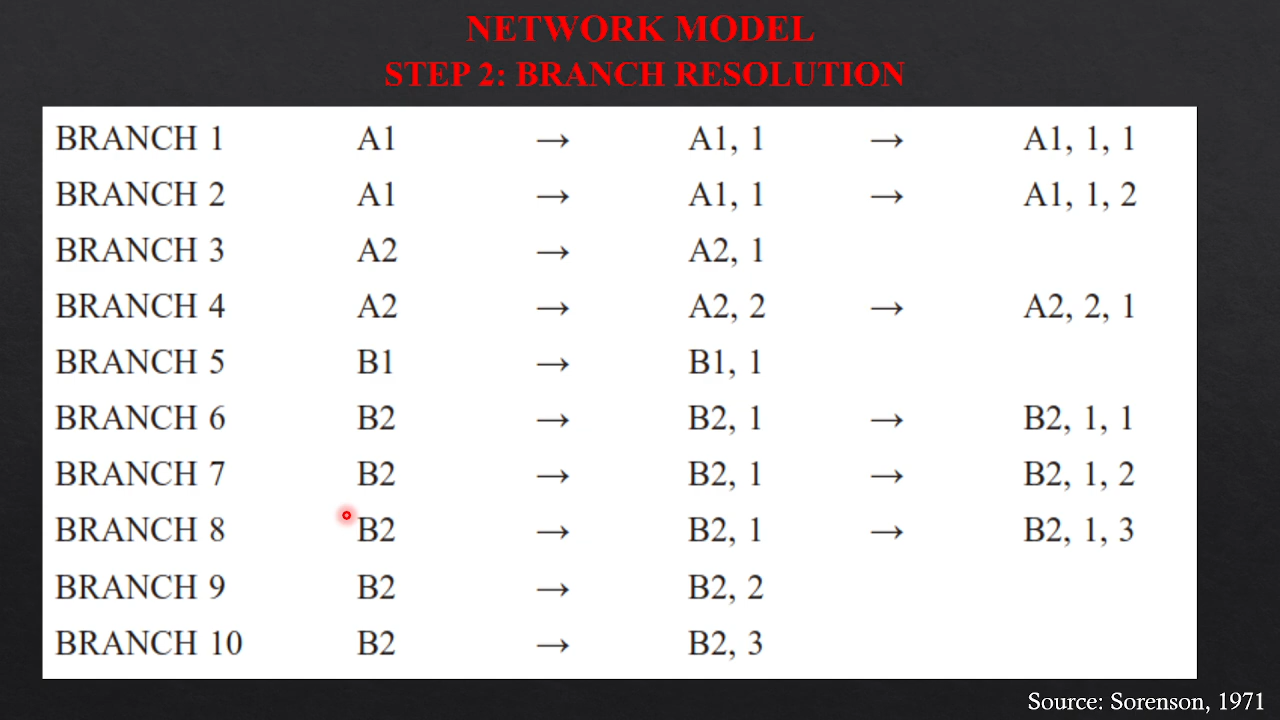 NETWORK MODEL
STEP 2: BRANCH RESOLUTION
BRANCH 1 A1 → A1, 1 → A1, 1, 1
BRANCH 2 A1 → A1, 1 → A1, 1, 2
BRANCH 3 A2 → A2, 1
BRANCH 4 A2 → A2, 2 → A2, 2, 1
BRANCH 5 B1 → B1, 1
BRANCH 6 B2 → B2, 1 → B2, 1, 1
BRANCH 7 B2 → B2, 1 → B2, 1, 2
BRANCH 8 B2 → B2, 1 → B2, 1, 3
BRANCH 9 B2 → B2, 2
BRANCH 10 B2 → B2, 3
Source: Sorenson, 1971